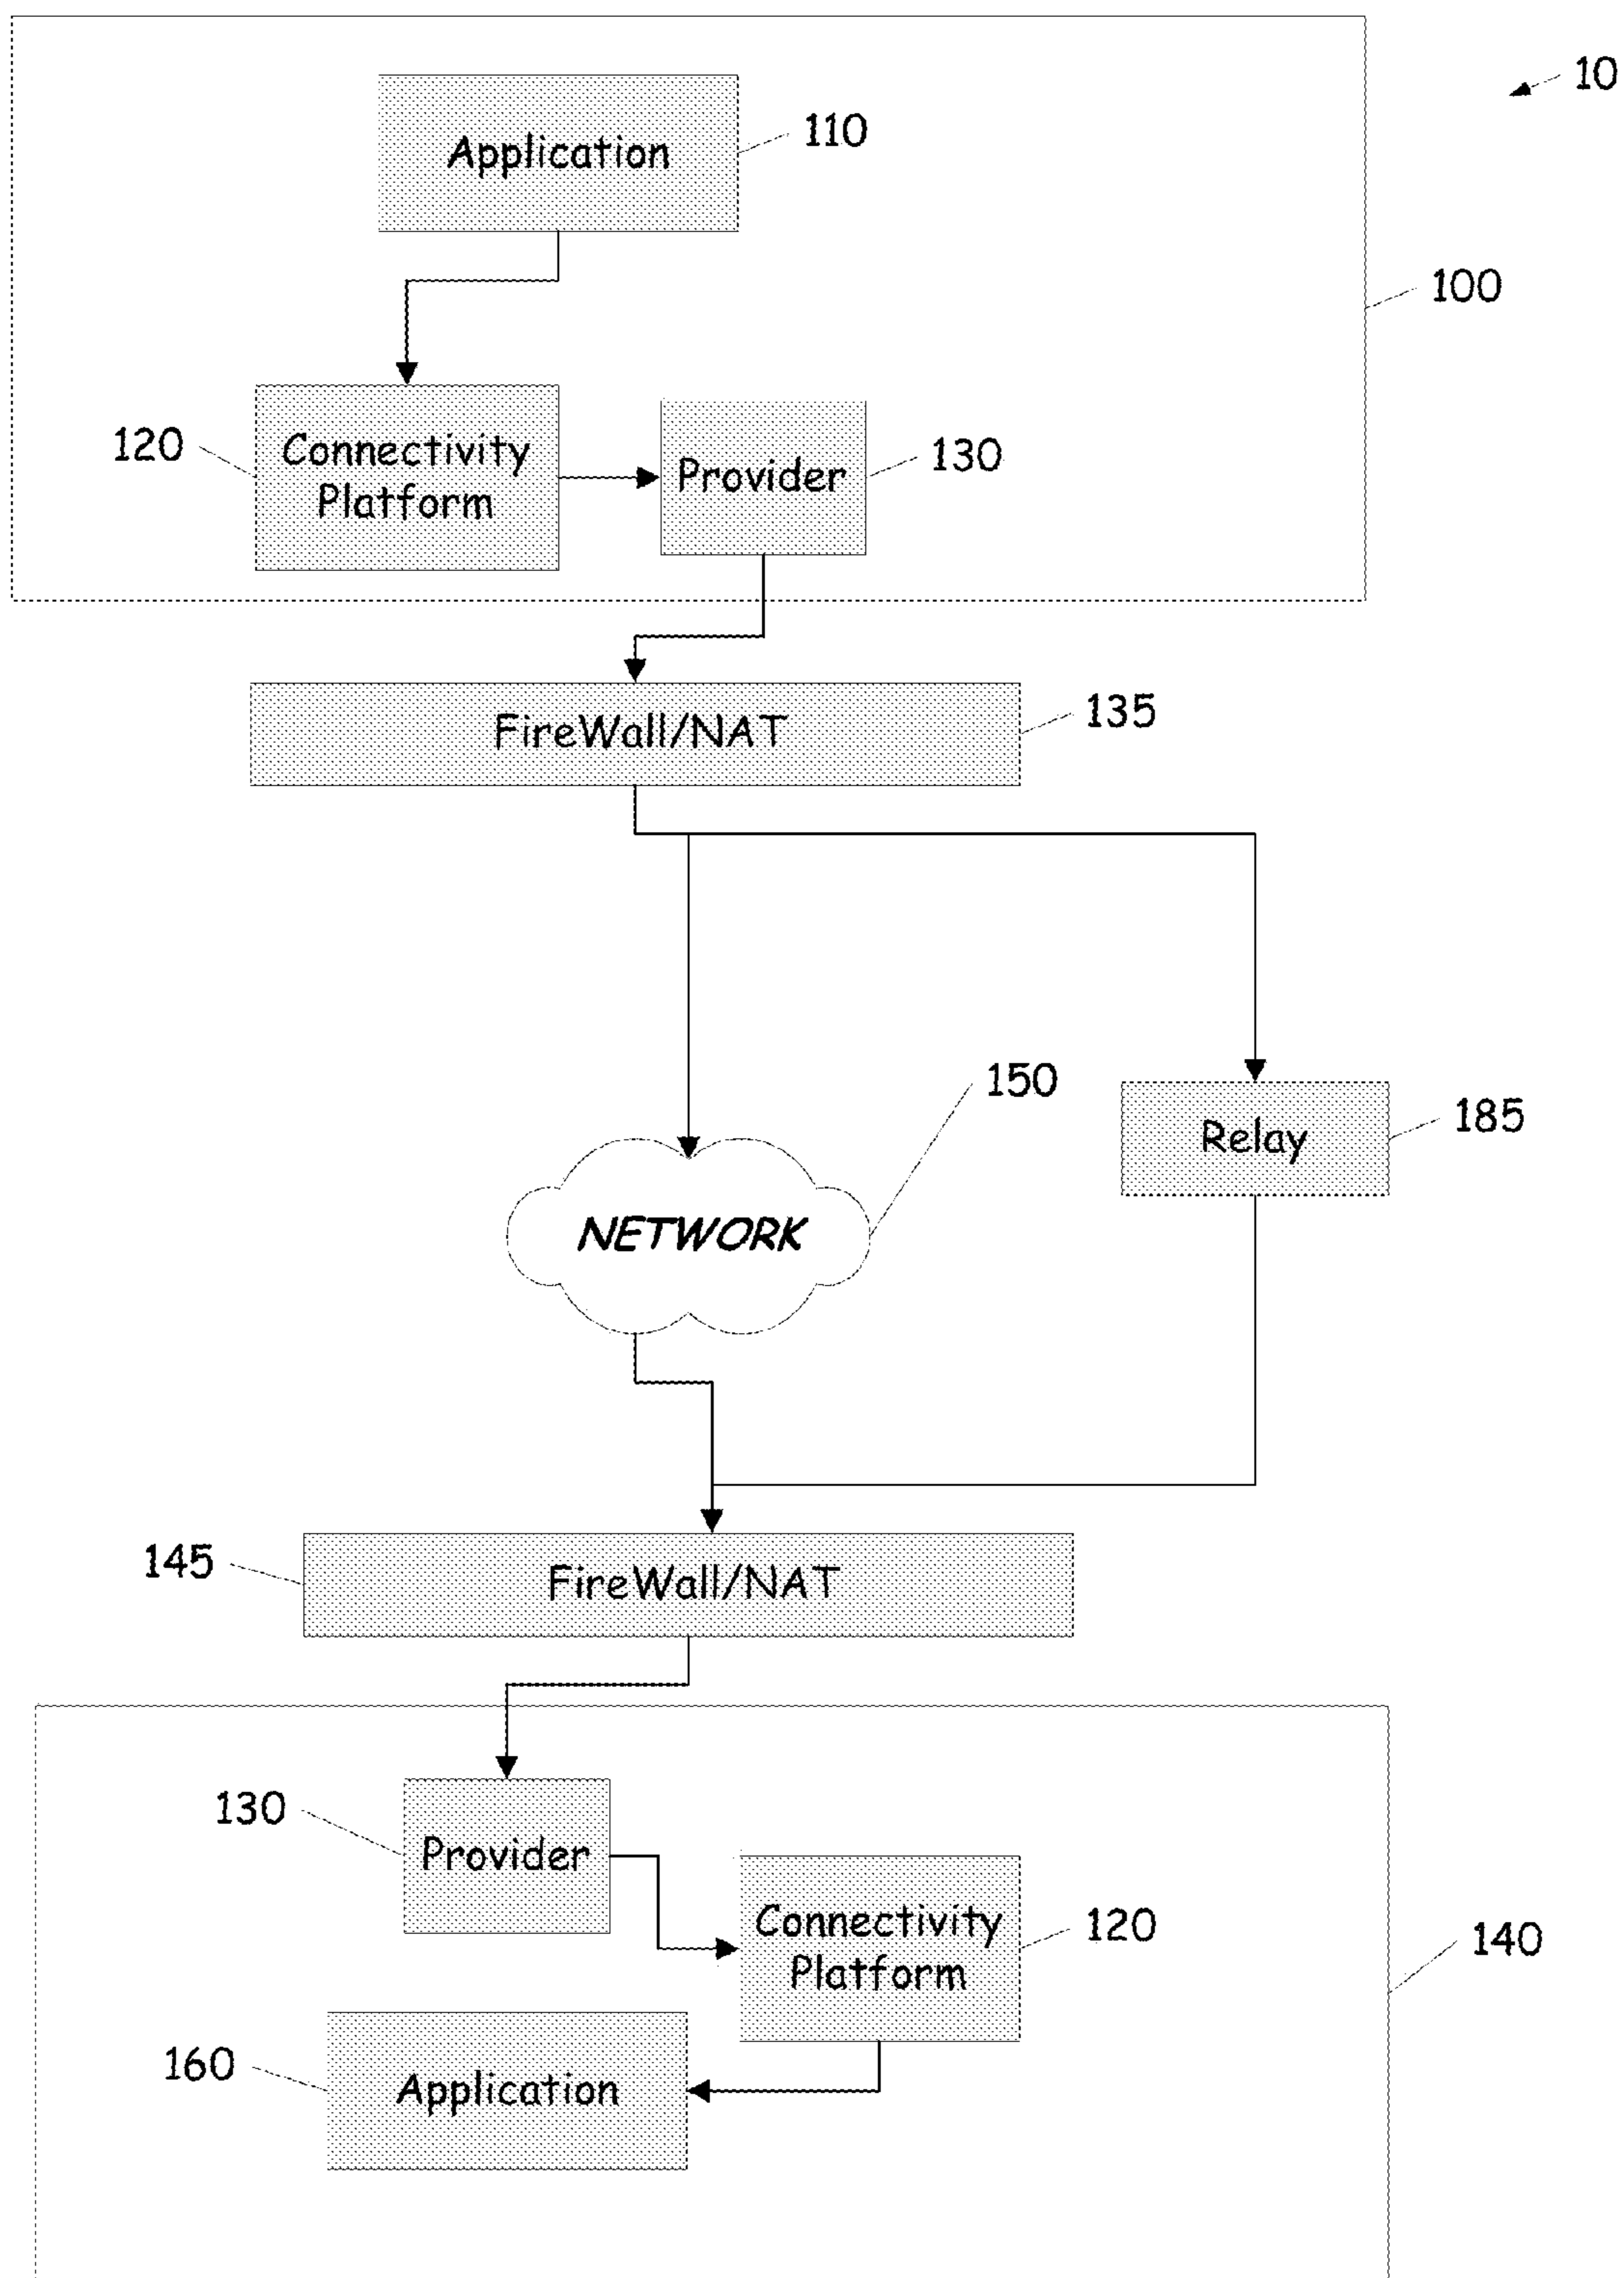 10
Application
110
100
120
Connectivity
Platform
Provider
130
FireWall/NAT
135
150
Relay
185
NETWORK
145
FireWall/NAT
130
Provider
Connectivity
Platform
120
140
160
Application